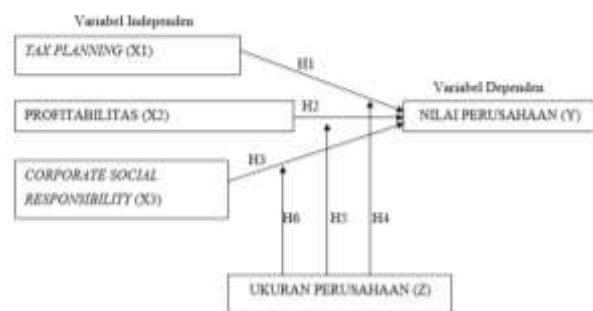 Variabel Independen
TAX PLANNING (X1)
H1
Variabel Dependen
PROFITABILITAS (X2)
H2
NILAI PERUSAHAAN (Y)
H3
CORPORATE SOCIAL
RESPONSIBILITY (X3)
H6
H5
H4
UKURAN PERUSAHAAN (Z)